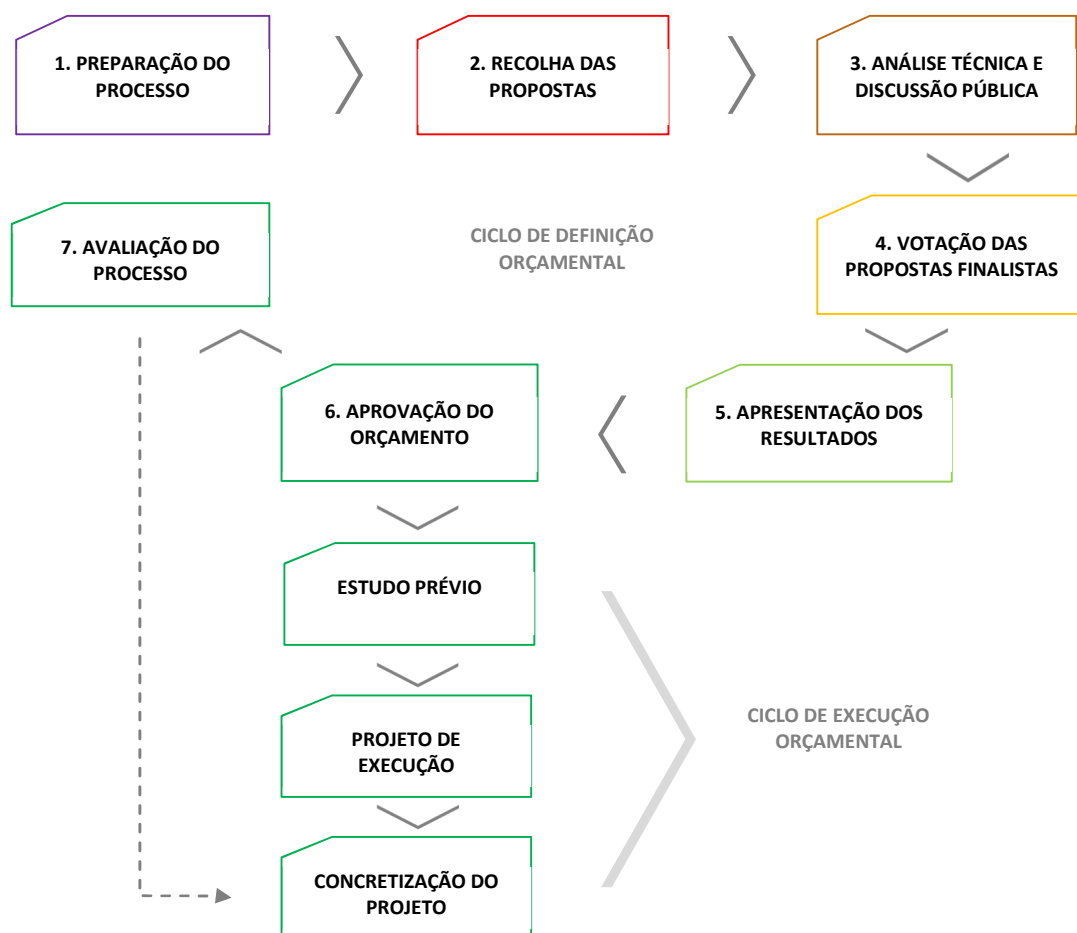 1. PREPARAÇÃO DO
PROCESSO
2. RECOLHA DAS
PROPOSTAS
3. ANÁLISE TÉCNICA E
DISCUSSÃO PÚBLICA
7. AVALIAÇÃO DO
PROCESSO
CICLO DE DEFINIÇÃO
ORÇAMENTAL
4. VOTAÇÃO DAS
PROPOSTAS FINALISTAS
6. APROVAÇÃO DO
ORÇAMENTO
5. APRESENTAÇÃO DOS
RESULTADOS
ESTUDO PRÉVIO
PROJETO DE
EXECUÇÃO
CICLO DE EXECUÇÃO
ORÇAMENTAL
CONCRETIZAÇÃO DO
PROJETO